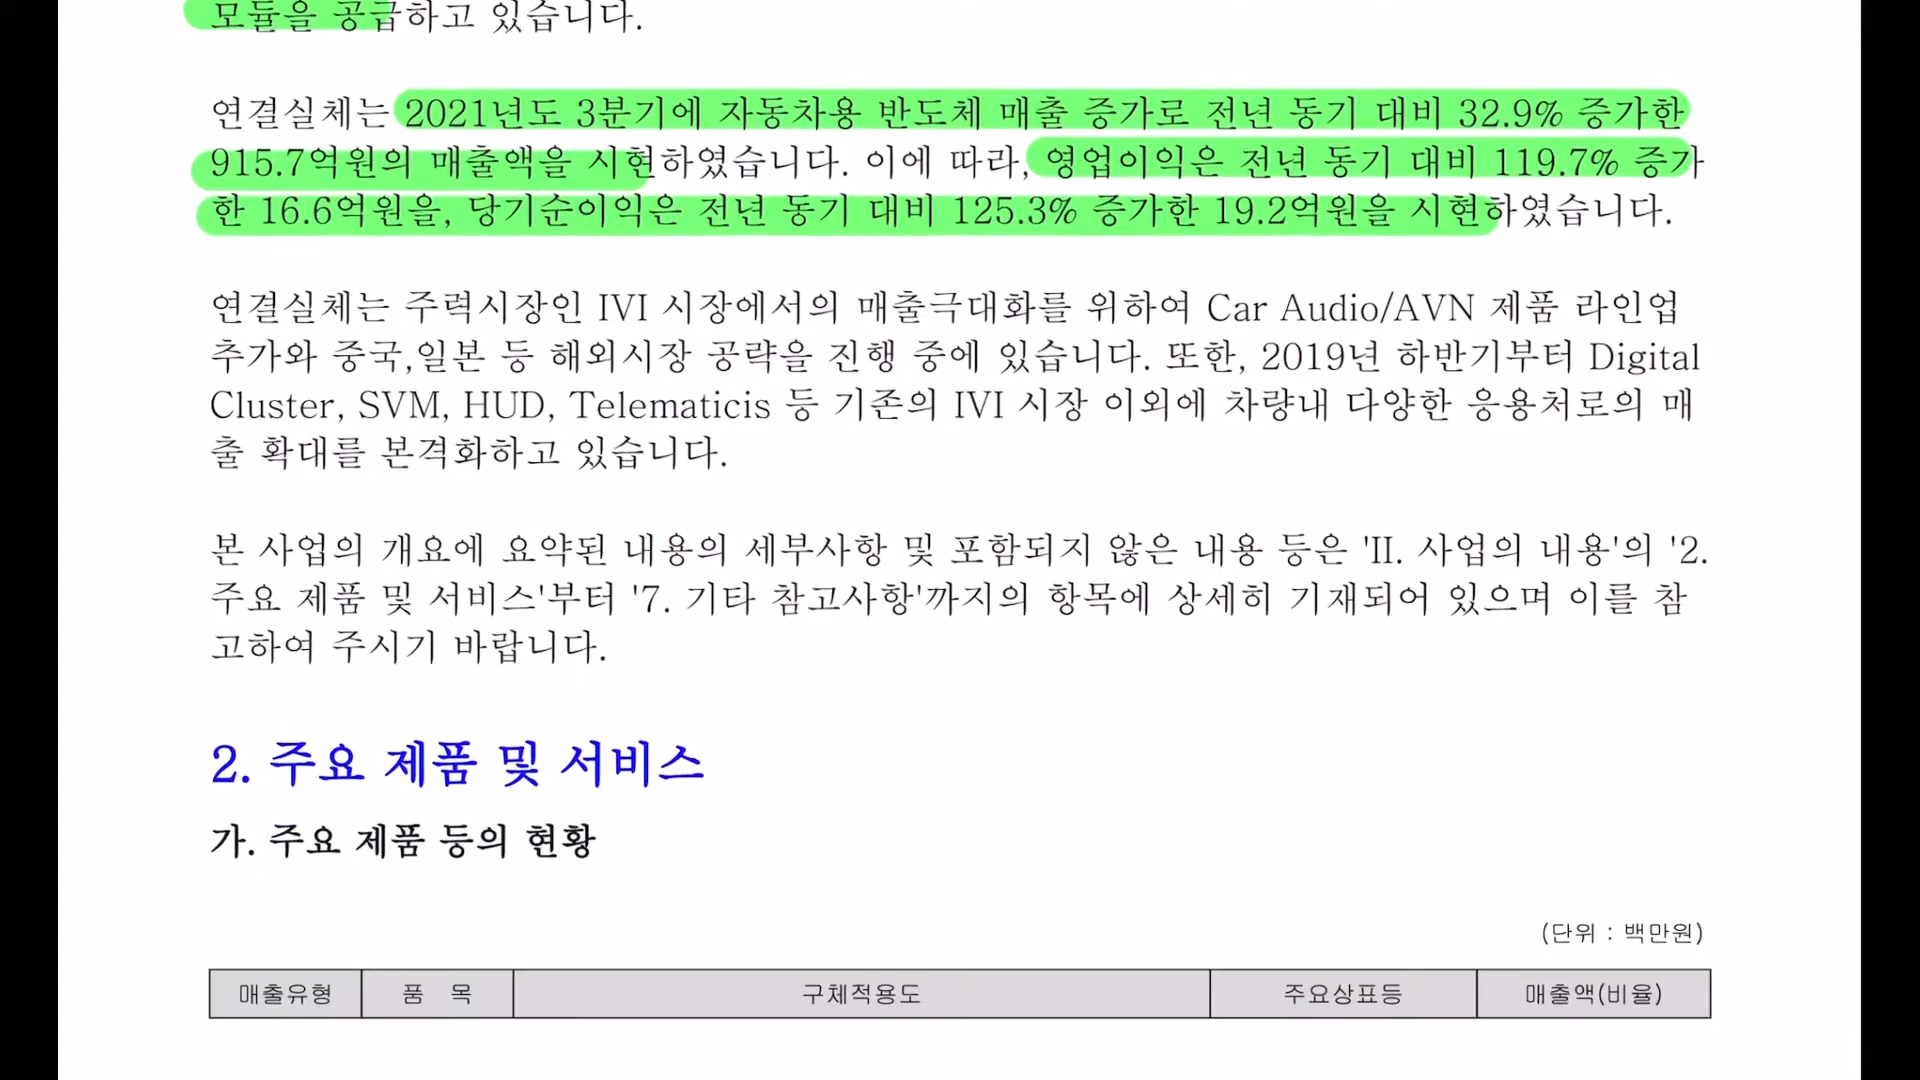 모듈을 공급하고 있습니다.
연결실체는 2021년도 3분기에 자동차용 반도체 매출 증가로 전년 동기 대비 32.9% 증가한
915.7억원의 매출액을 시현하였습니다. 이에 따라, 영업이익은 전년 동기 대비 119.7% 증가
한 16.6억원을, 당기순이익은 전년 동기 대비 125.3% 증가한 19.2억원을 시현하였습니다.
연결실체는 주력시장인 IVI 시장에서의 매출극대화를 위하여 Car Audio/AVN 제품 라인업
추가와 중국,일본 등 해외시장 공략을 진행 중에 있습니다. 또한, 2019년 하반기부터 Digital
Cluster, SVM, HUD, Telematicis 등 기존의 IVI 시장 이외에 차량내 다양한 응용처로의 매
출 확대를 본격화하고 있습니다.
본 사업의 개요에 요약된 내용의 세부사항 및 포함되지 않은 내용 등은 'II. 사업의 내용'의 '2.
주요 제품 및 서비스'부터 '7. 기타 참고사항'까지의 항목에 상세히 기재되어 있으며 이를 참
고하여 주시기 바랍니다.
2. 주요 제품 및 서비스
가. 주요 제품 등의 현황
(단위 : 백만원)
매출유형 품 목 구체적용도 주요상표등 매출액(비율)